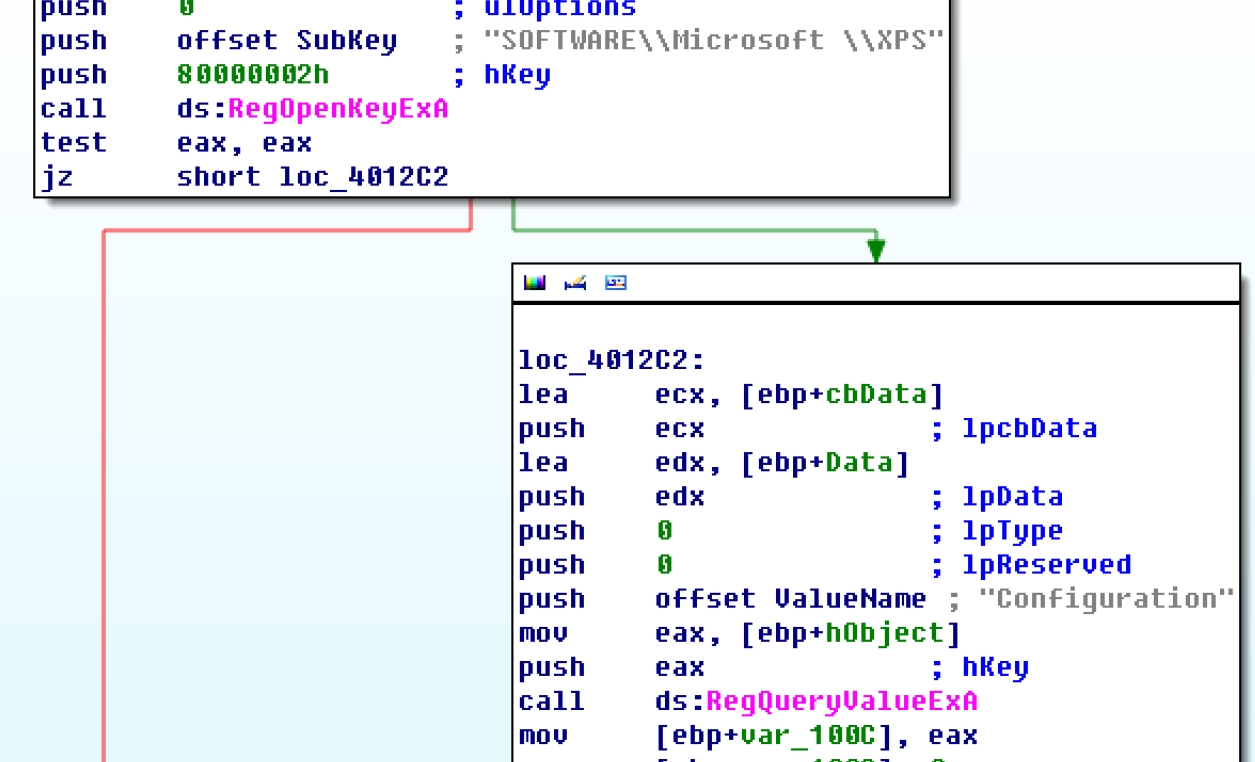 push 0 ; ulOptions
push offset SubKey ; "SOFTWARE\\Microsoft \\XPS"
push 80000002h ; hKey
call ds:RegOpenKeyExA
test eax, eax
jz short loc_4012C2
loc_4012C2:
lea ecx, [ebp+cbData]
push ecx ; lpcbData
lea edx, [ebp+Data]
push edx ; lpData
push 0 ; lpType
push 0 ; lpReserved
push offset ValueName ; "Configuration"
mov eax, [ebp+hObject]
push eax ; hKey
call ds:RegQueryValueExA
mov [ebp+var_100C], eax